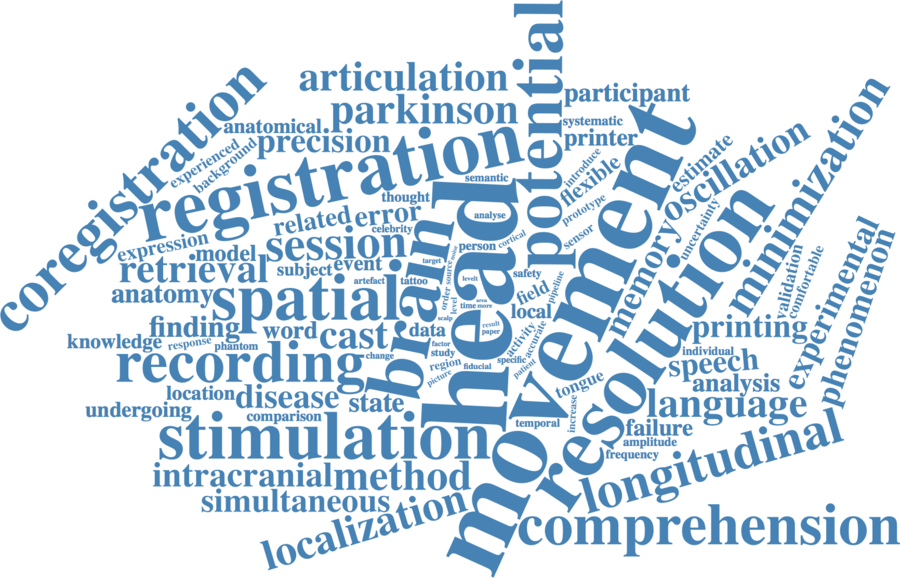 potential
articulation
participant
coregistration
parkinson
systematic
anatomical
precision
printer
minimization
experienced
background
registration
introduce
flexible
estimate
oscillation
semantic
thought
prototype
related
error
analyse
celebrity
movement
head
expression
model
session
brain
person
cortical
sensor
uncertainty
memory
resolution
experimental
phenomenon
retrieval
subject
event
target
noise
source
order
artefact
tattoo
levelt
safety
pipeline
field
validation
comfortable
anatomy
spatial
level
area
time
more
local
scalp
finding
word
cast
data
result
paper
activity
accurate
printing
knowledge
response
phantom
factor
study
change
recording
region
picture
fiducial
specific
patient
individual
speech
analysis
tongue
location
disease
state
language
undergoing
comparison
increase
temporal
failure
stimulation
amplitude
frequency
longitudinal
intracranial
method
simultaneous
localization
comprehension